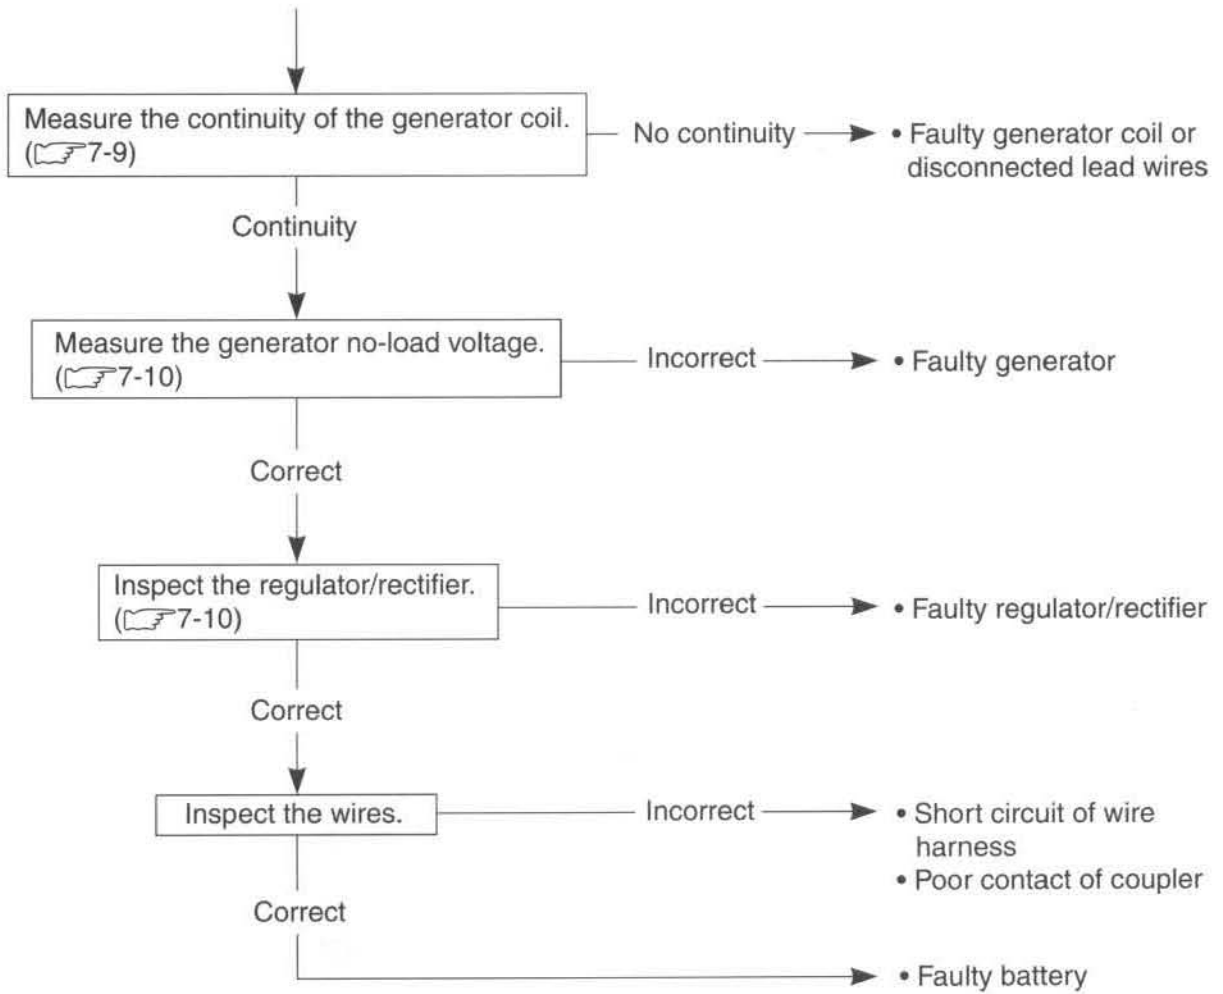 Measure the continuity of the generator coil.
(7-9)
No continuity
• Faulty generator coil or
disconnected lead wires
Continuity
Measure the generator no-load voltage.
(7-10)
Incorrect
• Faulty generator
Correct
Inspect the regulator/rectifier.
(7-10)
Incorrect
• Faulty regulator/rectifier
Correct
Inspect the wires.
Incorrect
• Short circuit of wire
harness
• Poor contact of coupler
Correct
• Faulty battery